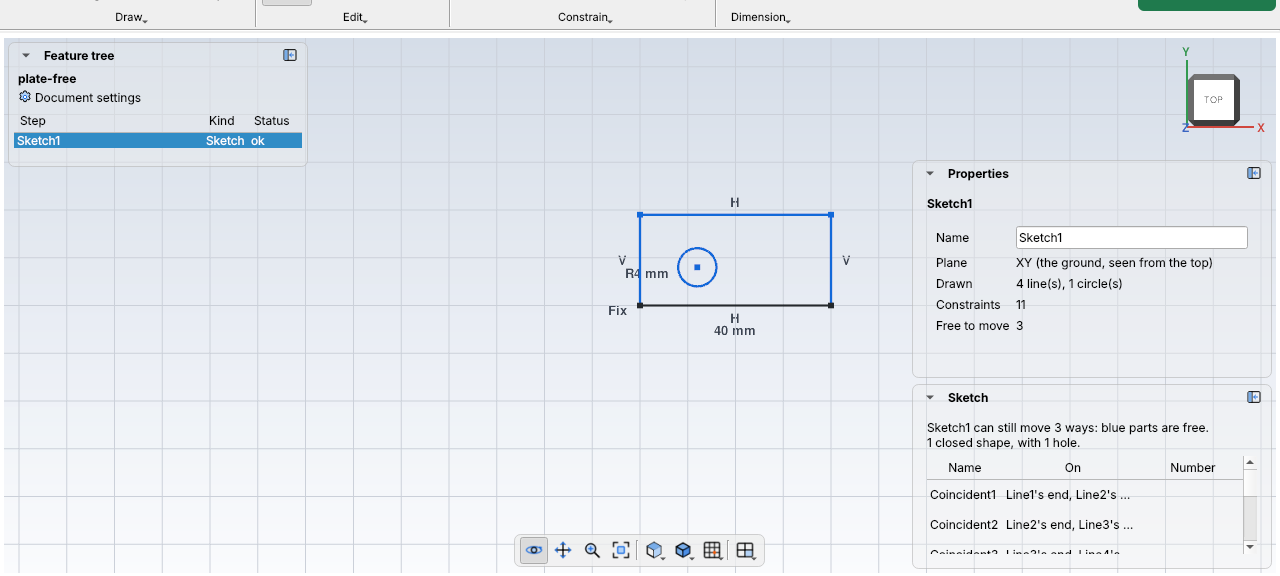 Draw
Edit
Constrain
Dimension
Feature tree
plate-free
Document settings
Step Kind Status
Sketch1 Sketch ok
Y
TOP
Z X
H
V V
R4 mm
Fix
H
40 mm
Properties
Sketch1
Name Sketch1
Plane XY (the ground, seen from the top)
Drawn 4 line(s), 1 circle(s)
Constraints 11
Free to move 3
Sketch
Sketch1 can still move 3 ways: blue parts are free.
1 closed shape, with 1 hole.
Name On Number
Coincident1 Line1's end, Line2's ...
Coincident2 Line2's end, Line3's ...